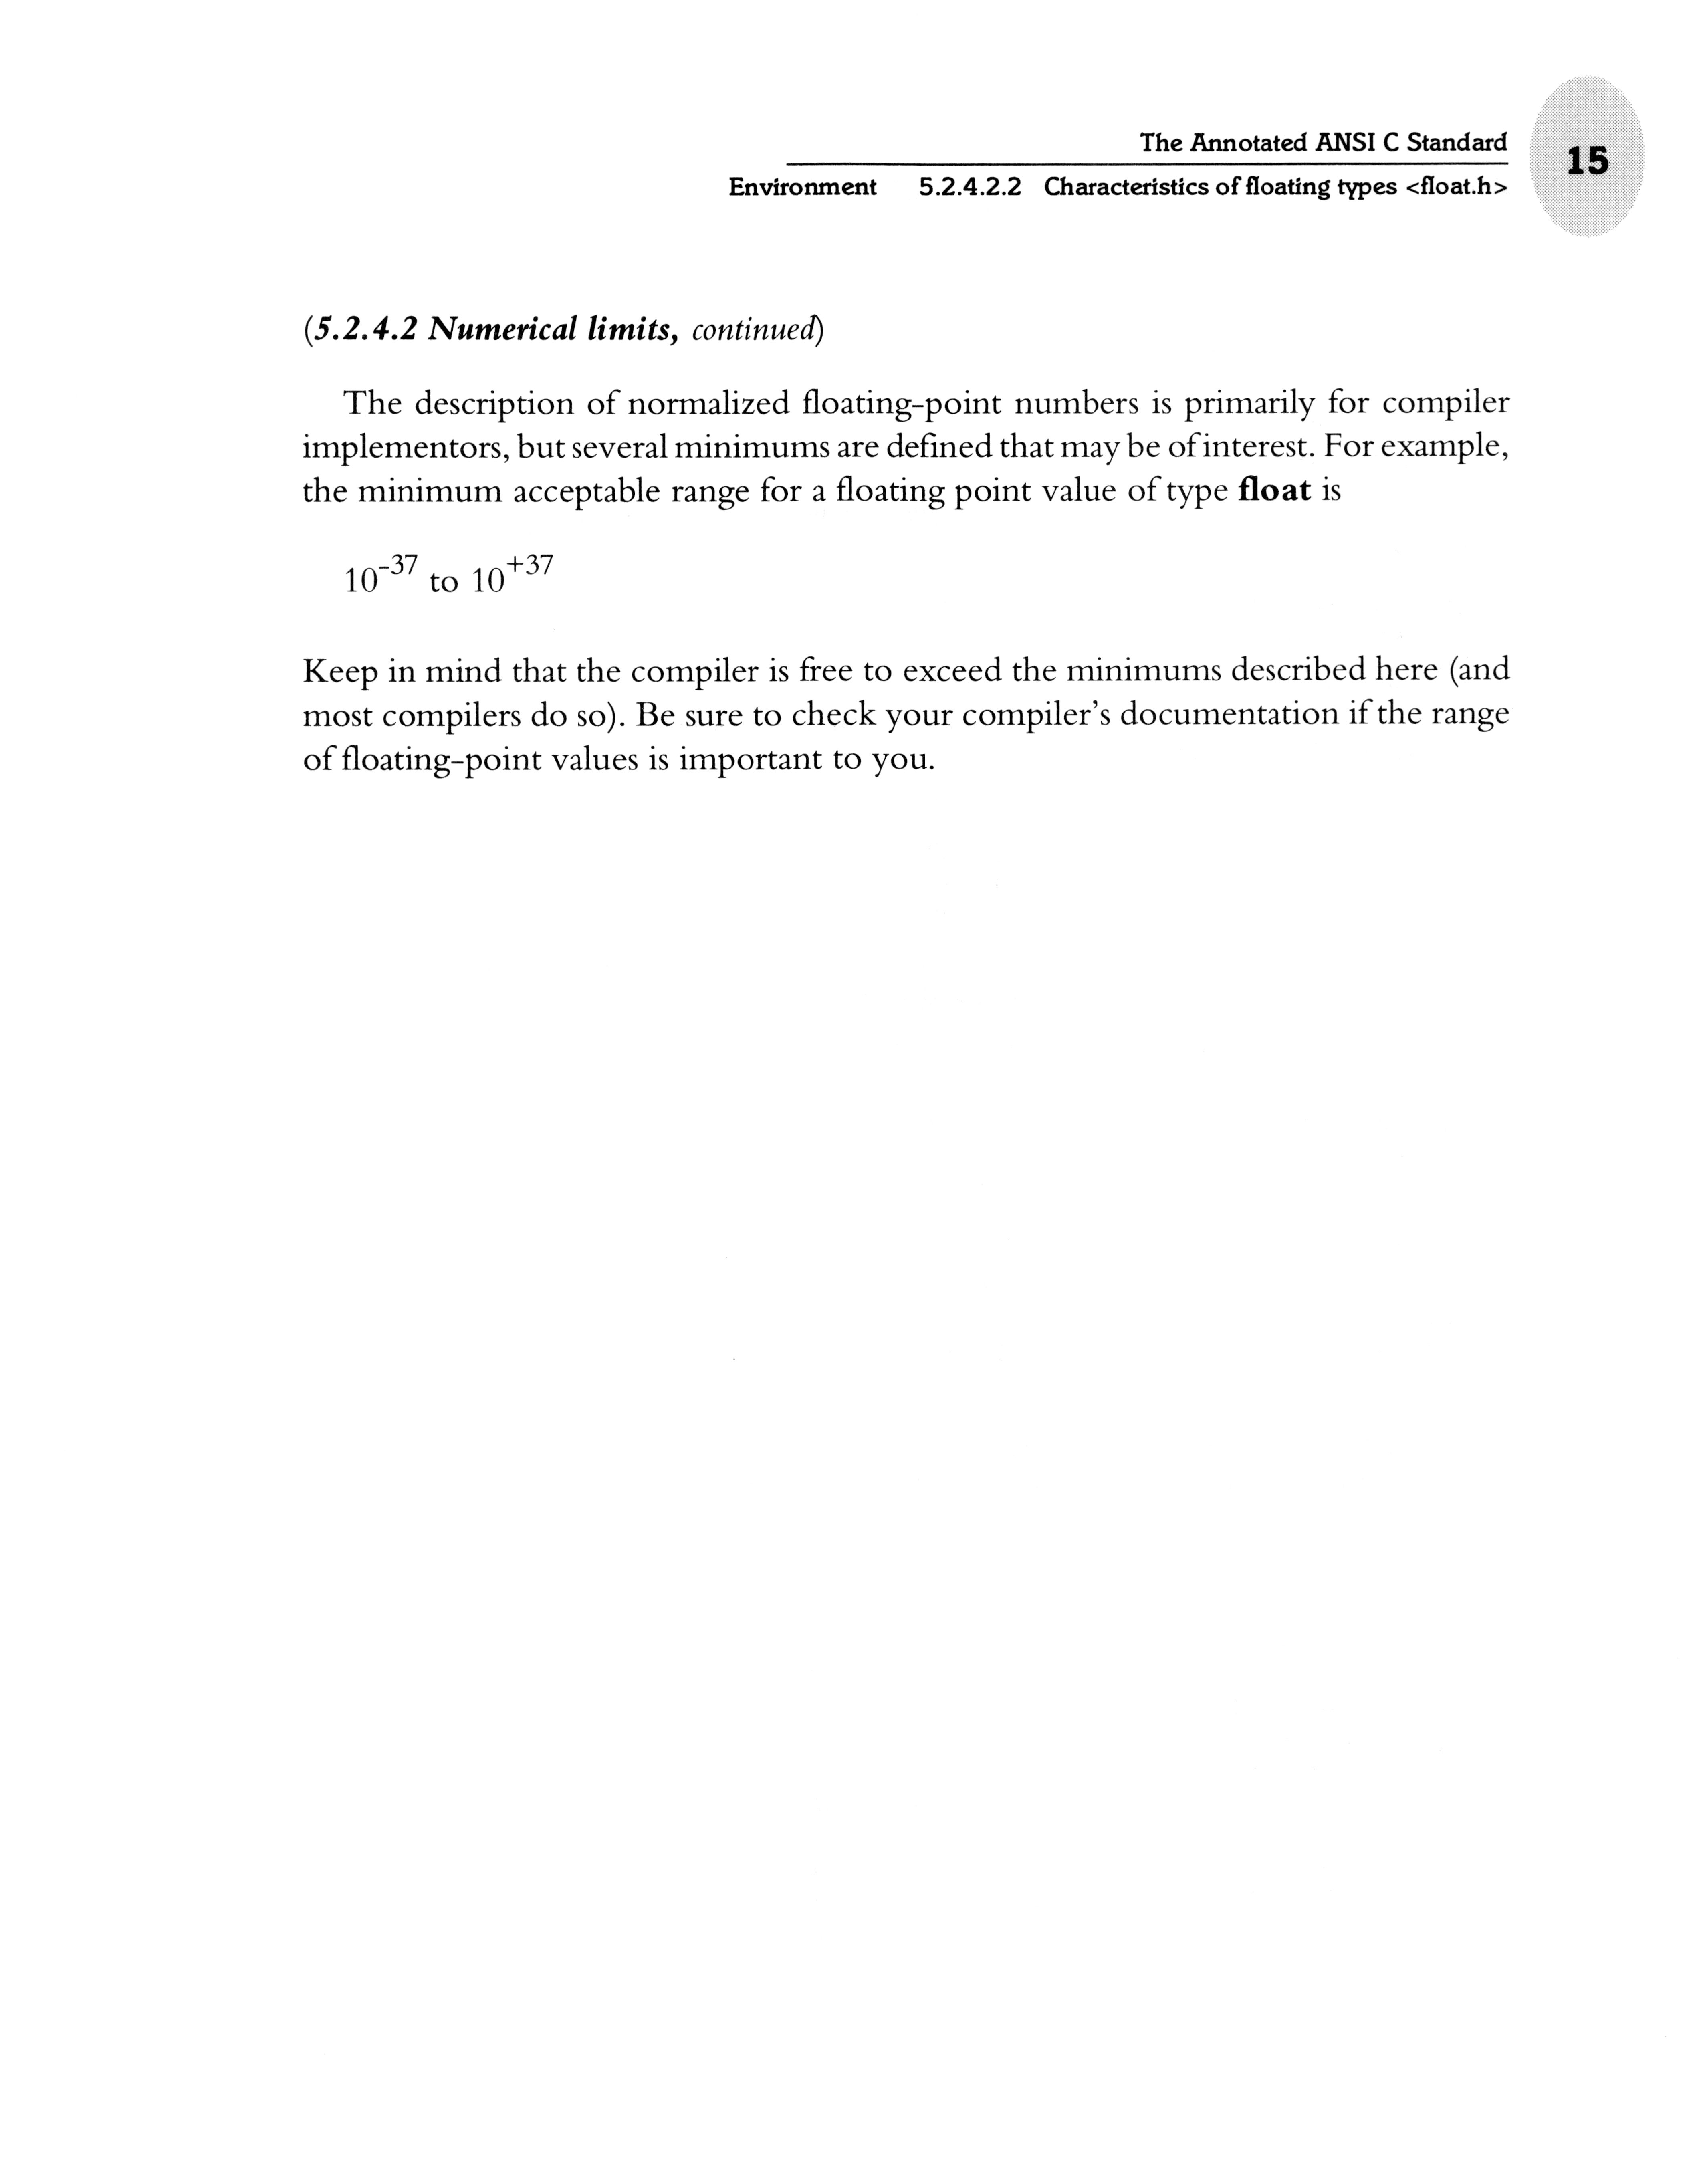 The Annotated ANSI C Standard
15
Environment 5.2.4.2.2 Characteristics of floating types <float.h>
(5.2.4.2 Numerical limits, continued)
The description of normalized floating-point numbers is primarily for compiler
implementors, but several minimums are defined that may be of interest. For example,
the minimum acceptable range for a floating point value of type float is
10⁻³⁷ to 10⁺³⁷
Keep in mind that the compiler is free to exceed the minimums described here (and
most compilers do so). Be sure to check your compiler’s documentation if the range
of floating-point values is important to you.